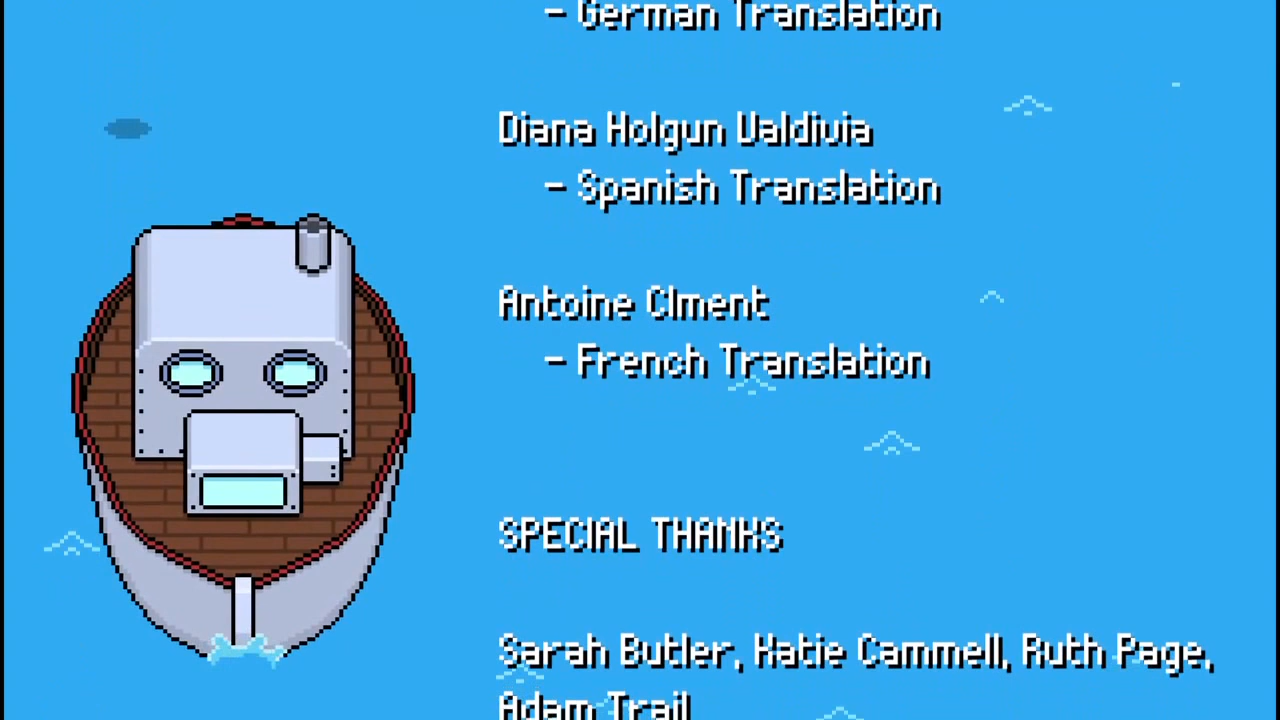 - German Translation
Diana Holgun Valdivia
- Spanish Translation
Antoine Clment
- French Translation
SPECIAL THANKS
Sarah Butler, Katie Cammell, Ruth Page,
Adam Trail